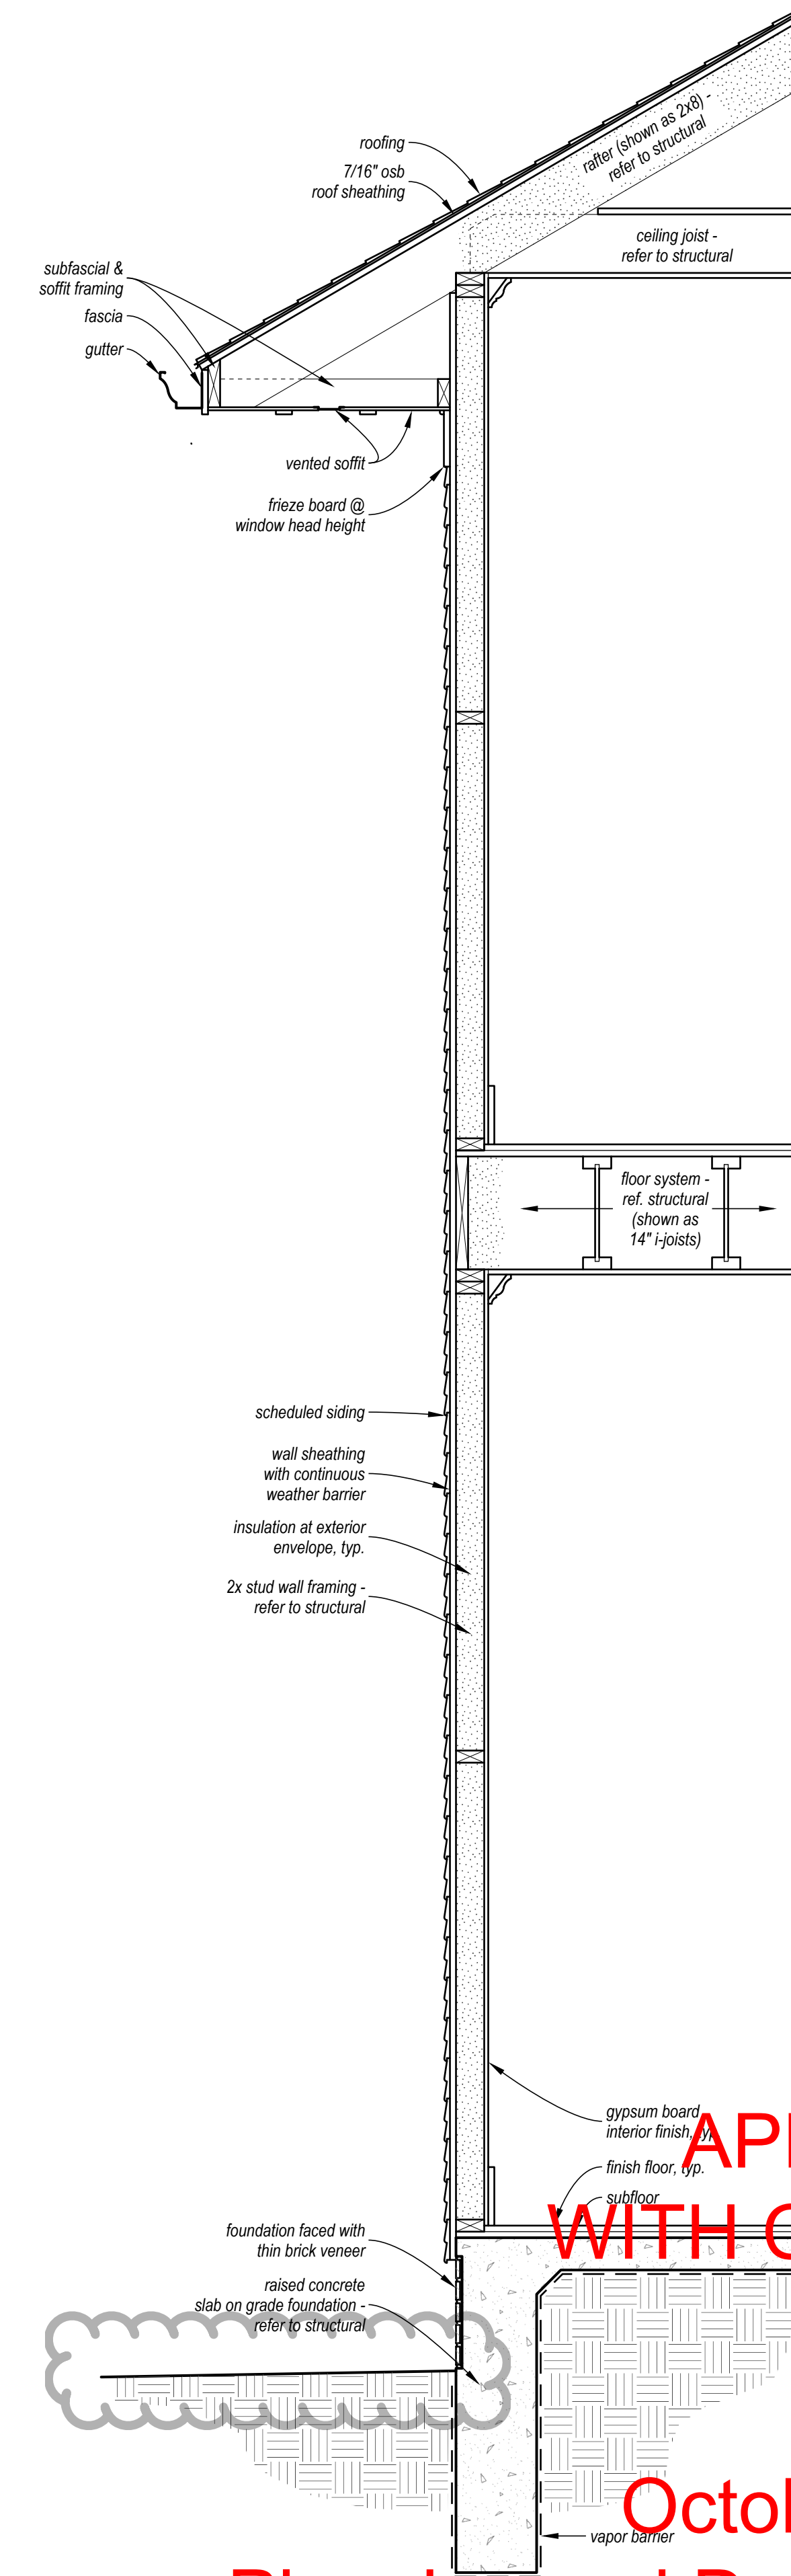 rafter (shown as 2x8) -
refer to structural
roofing
7/16" osb
roof sheathing
ceiling joist -
refer to structural
subfascial &
soffit framing
fascia
gutter
vented soffit
frieze board @
window head height
floor system -
ref. structural
(shown as
14" i-joists)
scheduled siding
wall sheathing
with continuous
weather barrier
insulation at exterior
envelope, typ.
2x stud wall framing -
refer to structural
gypsum board
interior finish, typ.
finish floor, typ.
subfloor
WITH
foundation faced with
thin brick veneer
raised concrete
slab on grade foundation -
refer to structural
vapor barrier